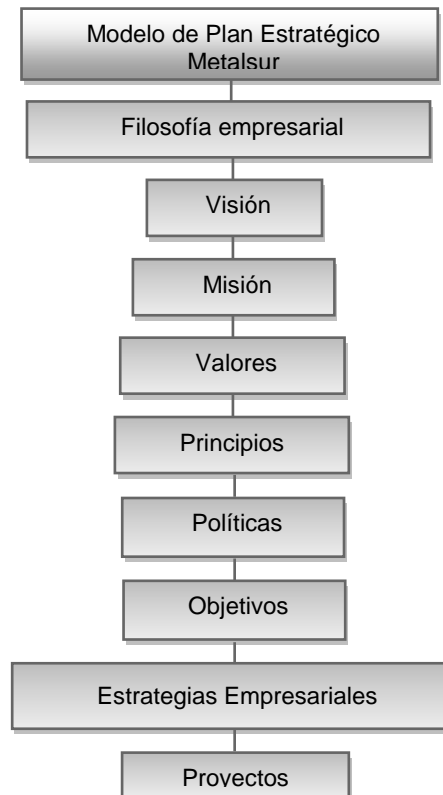 Modelo de Plan Estratégico
Metalsur
Filosofía empresarial
Visión
Misión
Valores
Principios
Políticas
Objetivos
Estrategias Empresariales
Proyectos